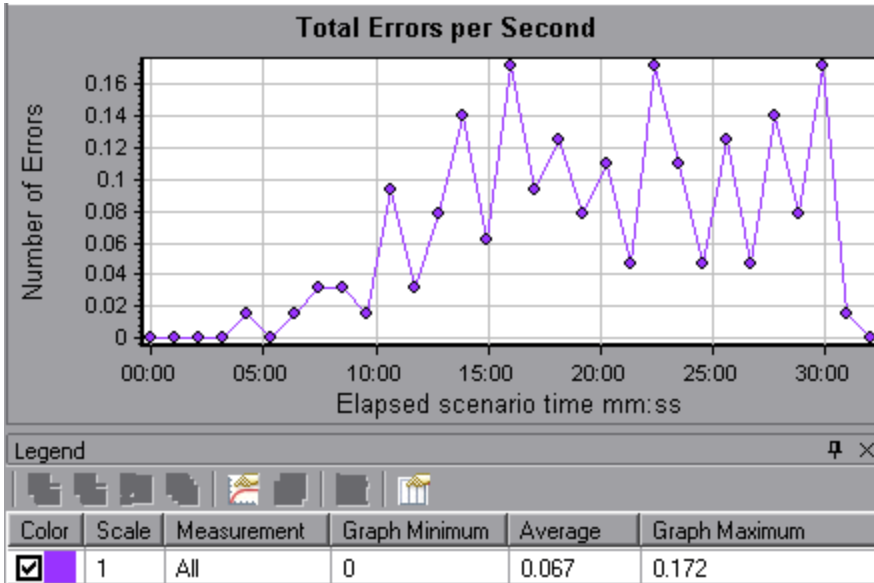 Total Errors per Second
Number of Errors
0.16
0.14
0.12
0.1
0.08
0.06
0.04
0.02
0
00:00 05:00 10:00 15:00 20:00 25:00 30:00
Elapsed scenario time mm:ss
Legend
Color Scale Measurement Graph Minimum Average Graph Maximum
1 All 0 0.067 0.172